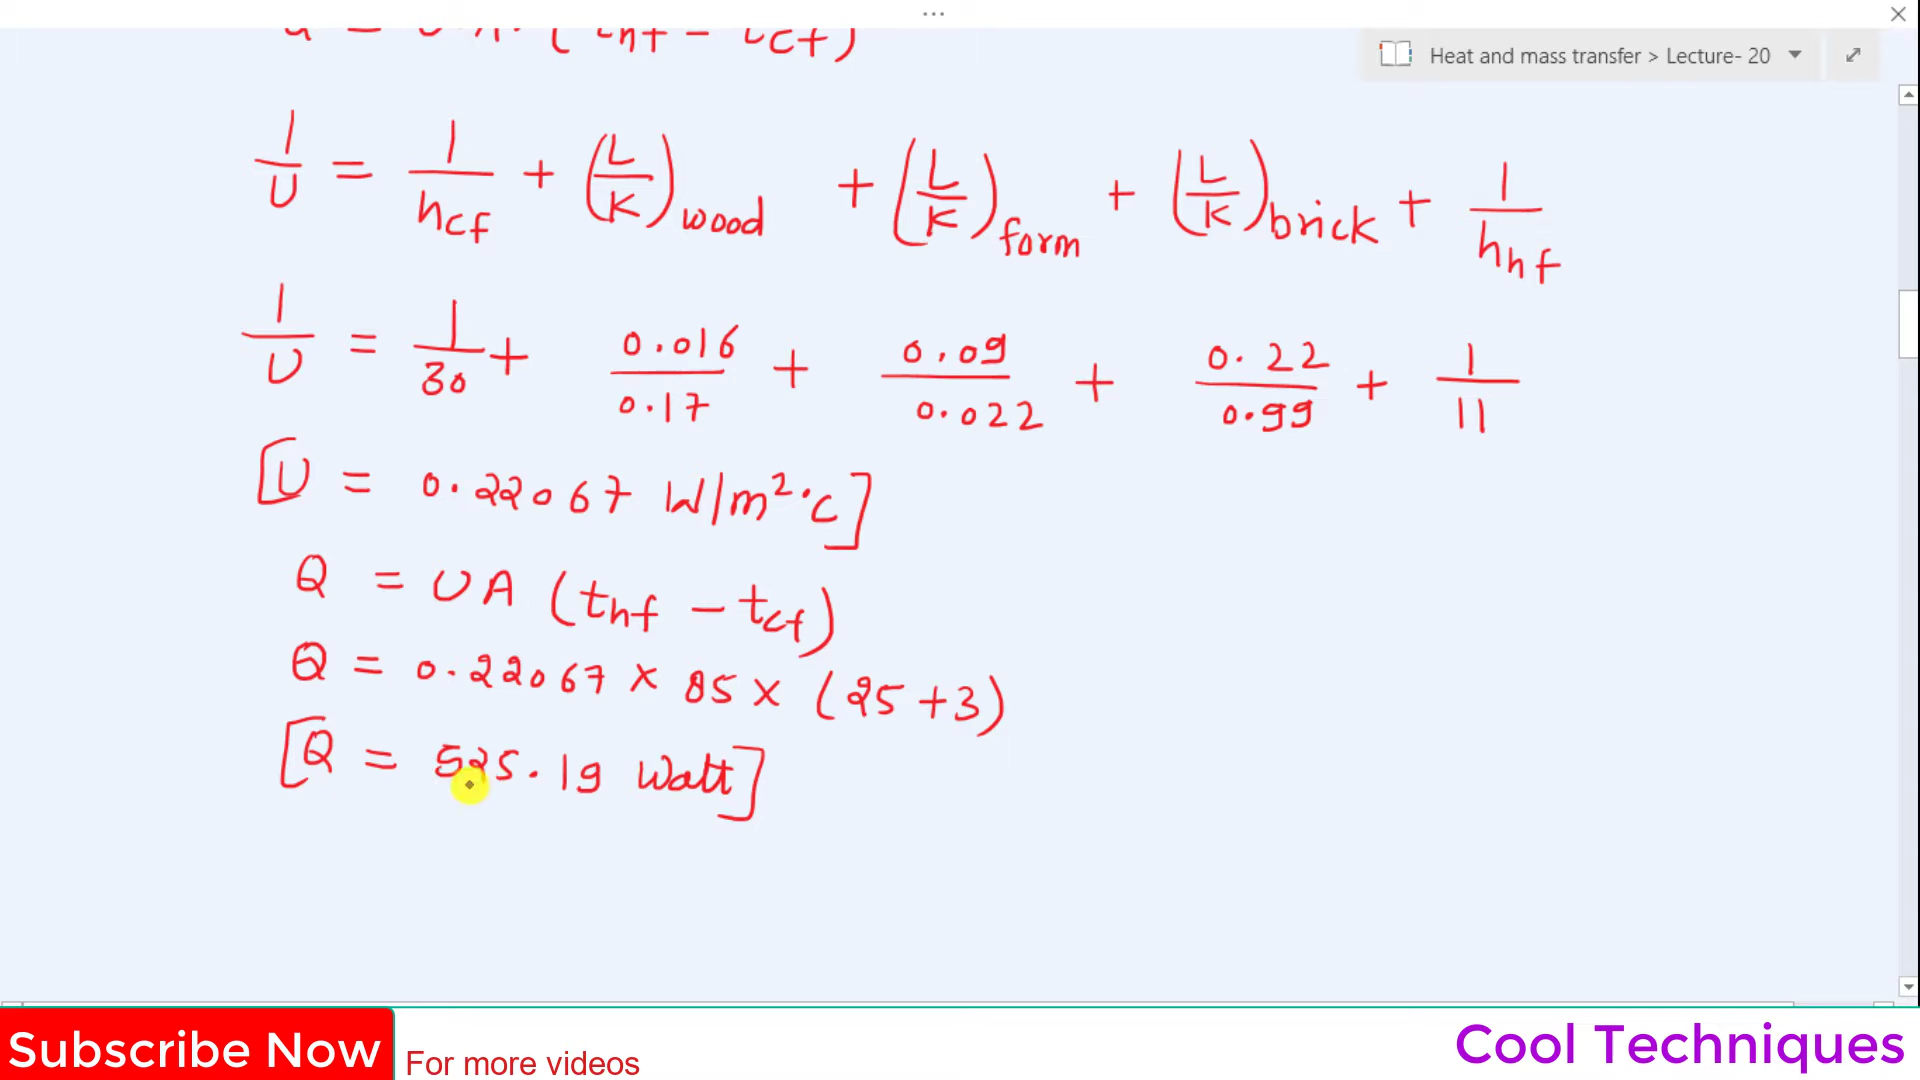 ...
Q = U.A. (thf - tcf)
Heat and mass transfer > Lecture- 20
1/U = 1/hcf + (L/K)wood + (L/K)form + (L/K)brick + 1/hhf
1/U = 1/30 + 0.016/0.17 + 0.09/0.022 + 0.22/0.99 + 1/11
[U = 0.22067 W/m²°C]
Q = UA (thf - tcf)
Q = 0.22067 × 85 × (25 + 3)
[Q = 525.19 Watt]
Subscribe Now
For more videos
Cool Techniques